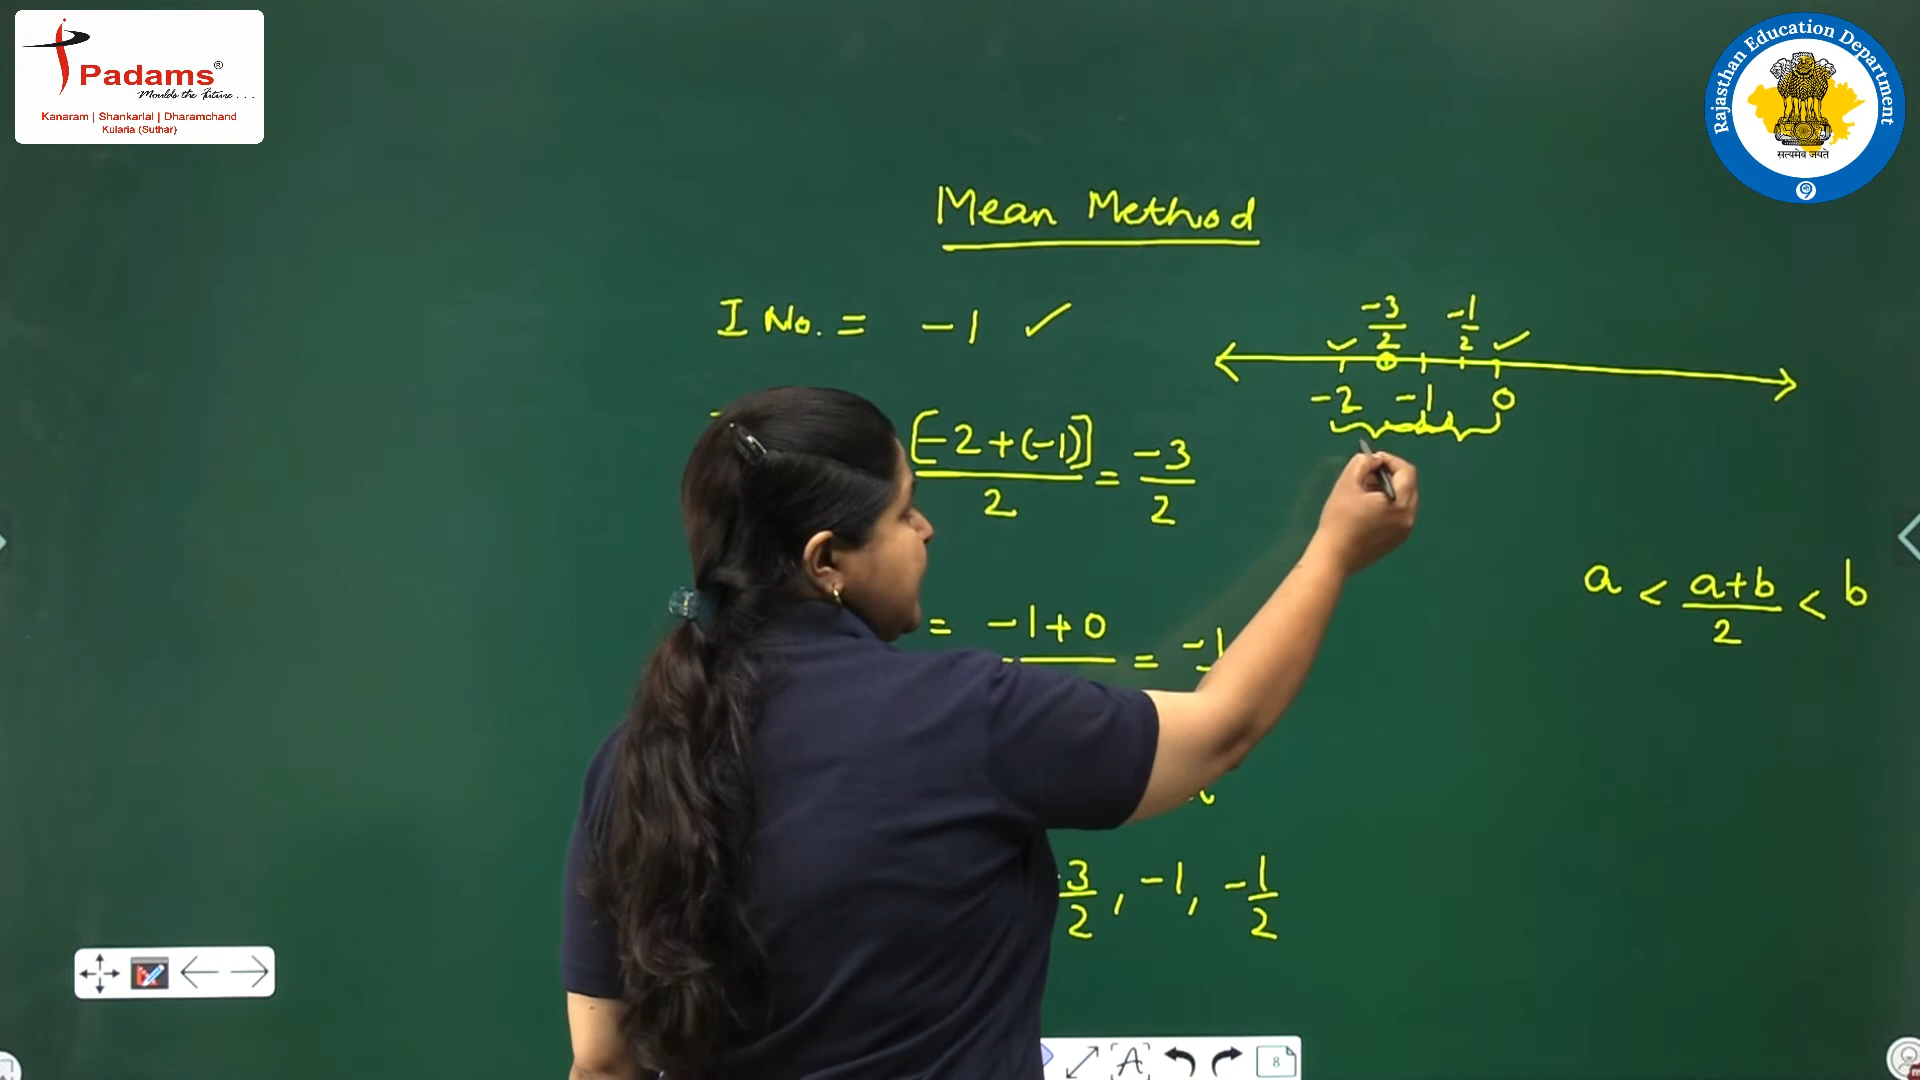 Padams®
Moulds the Future...
Kanaram | Shankarlal | Dharamchand
Kularia (Suthar)
Rajasthan Education Department
सत्यमेव जयते
Mean Method
I No. = -1 ✓
[-2+(-1)]/2 = -3/2
= -1+0 = -1
-3/2, -1, -1/2
-3/2 -1/2
-2 -1 0
a < (a+b)/2 < b
A
8